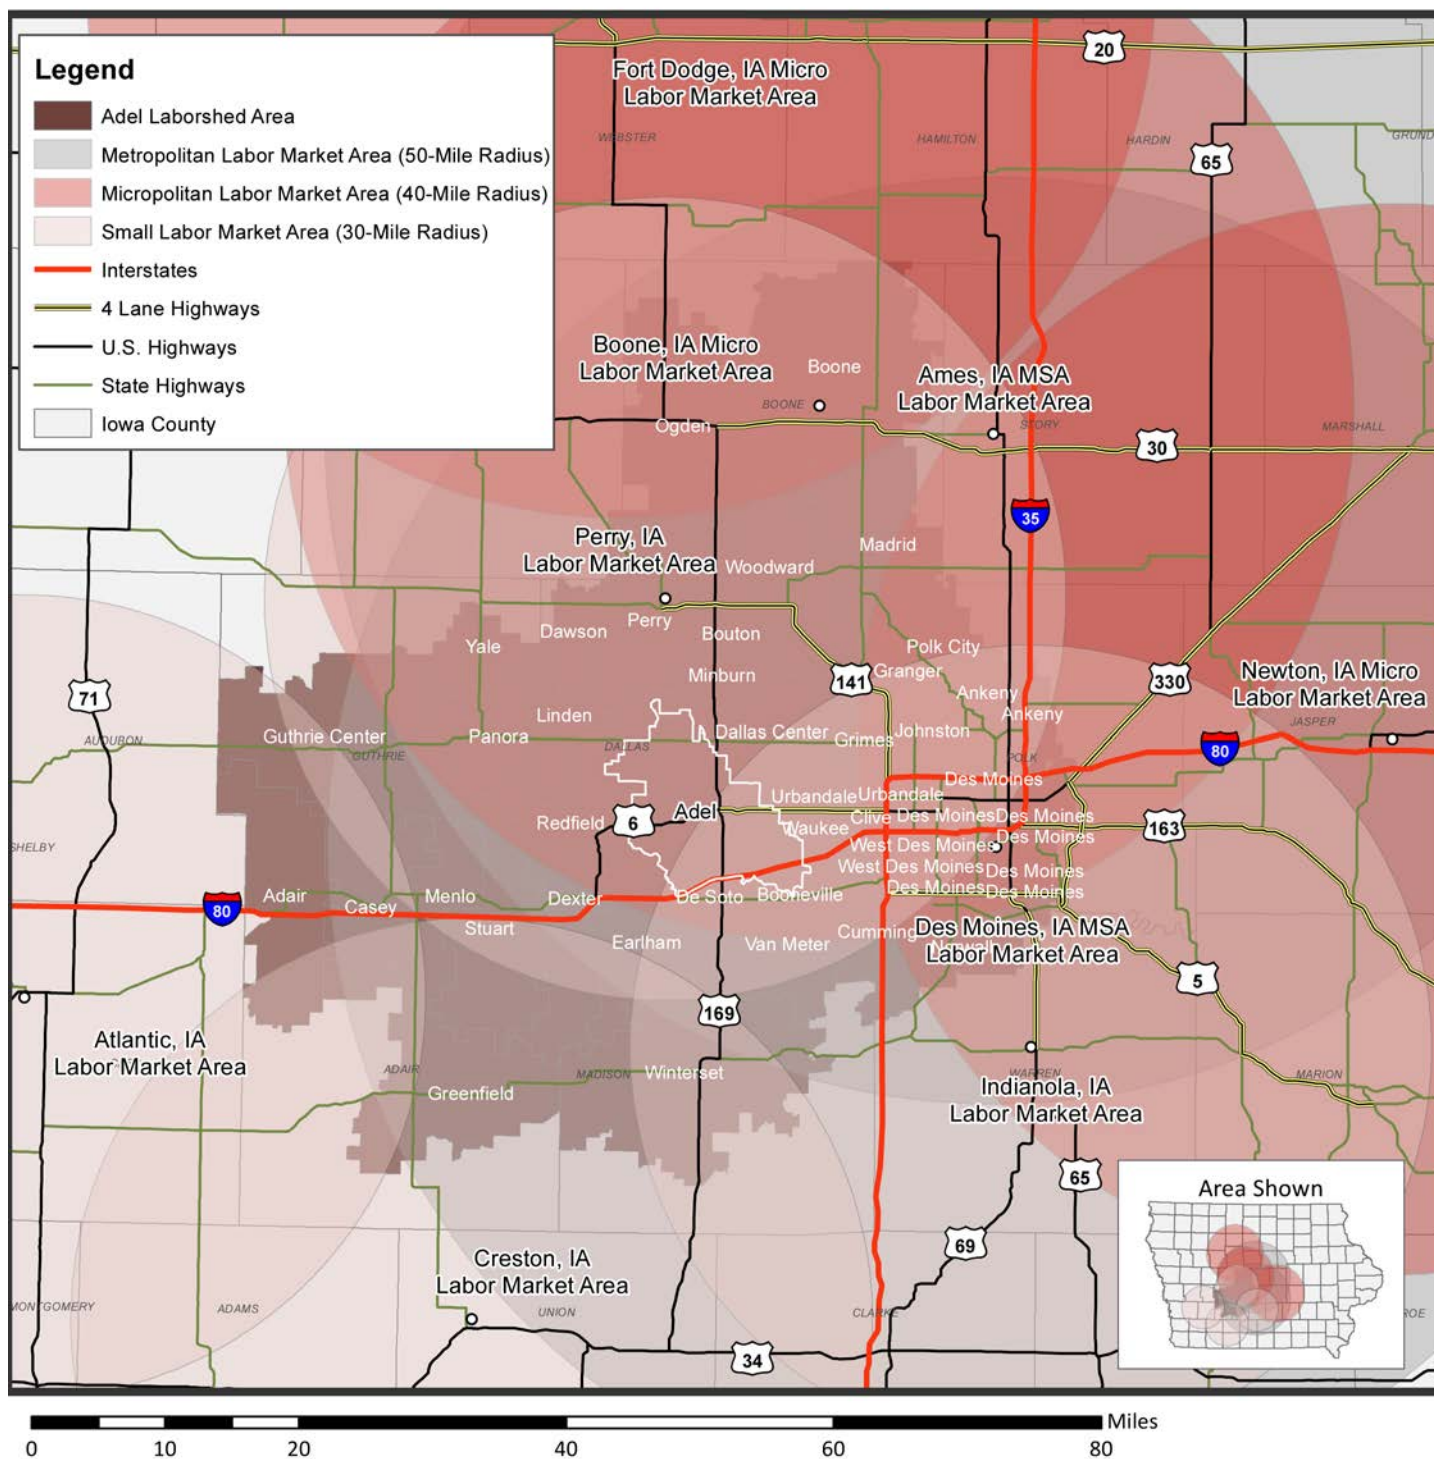 Legend
Adel Laborshed Area
Metropolitan Labor Market Area (50-Mile Radius)
Micropolitan Labor Market Area (40-Mile Radius)
Small Labor Market Area (30-Mile Radius)
Interstates
4 Lane Highways
U.S. Highways
State Highways
Iowa County
20
Fort Dodge, IA Micro
Labor Market Area
WEBSTER
HAMILTON
HARDIN
GRUND
65
Boone, IA Micro
Labor Market Area
Boone
BOONE
Ames, IA MSA
Labor Market Area
STORY
MARSHALL
Ogden
30
35
Perry, IA
Labor Market Area
Madrid
Woodward
Perry
Dawson
Bouton
Yale
Polk City
Minburn
Granger
141
330
Newton, IA Micro
Labor Market Area
JASPER
71
Ankeny
Ankeny
Linden
AUDUBON
Guthrie Center
GUTHRIE
Panora
DALLAS
Dallas Center
Grimes
Johnston
POLK
80
Des Moines
Urbandale
Urbandale
Redfield
6
Adel
Waukee
Clive
Des Moines
Des Moines
163
Des Moines
SHELBY
West Des Moines
West Des Moines
Des Moines
Des Moines
Des Moines
80
Adair
Casey
Menlo
Dexter
De Soto
Booneville
Stuart
Earlham
Van Meter
Cumming
Des Moines, IA MSA
Labor Market Area
Norwalk
5
169
Atlantic, IA
Labor Market Area
ADAIR
MADISON
Winterset
WARREN
MARION
Greenfield
Indianola, IA
Labor Market Area
65
69
Creston, IA
Labor Market Area
MONTGOMERY
ADAMS
UNION
CLARKE
ROE
34
Area Shown
Miles
0
10
20
40
60
80